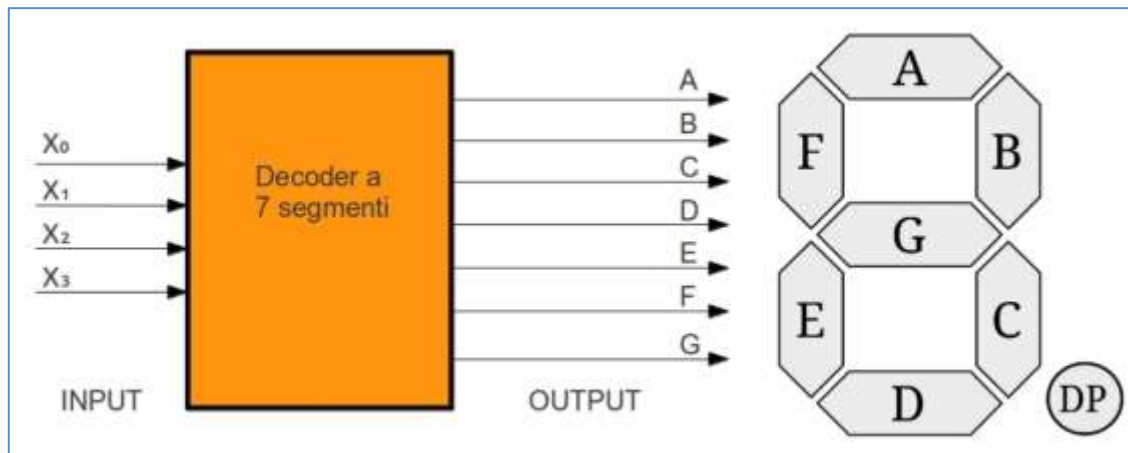 X₀
X₁
X₂
X₃
INPUT
Decoder a
7 segmenti
A
B
C
D
E
F
G
OUTPUT
A
F
B
G
E
C
D
DP